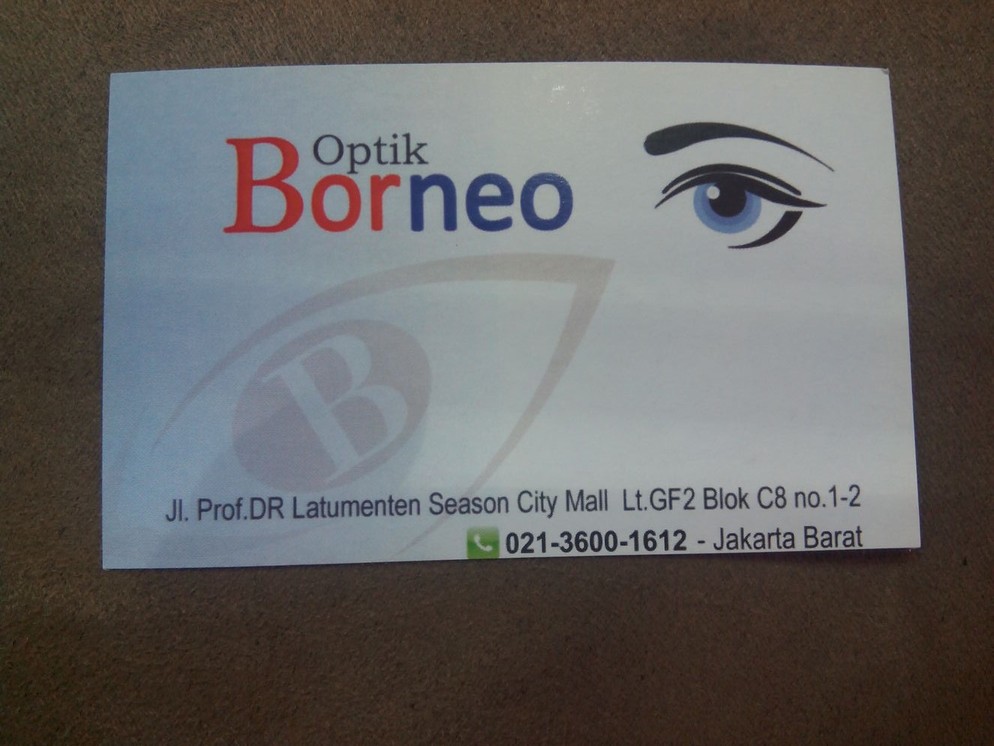 Optik
Borneo
B
Jl. Prof.DR Latumenten Season City Mall Lt.GF2 Blok C8 no.1-2
021-3600-1612 - Jakarta Barat